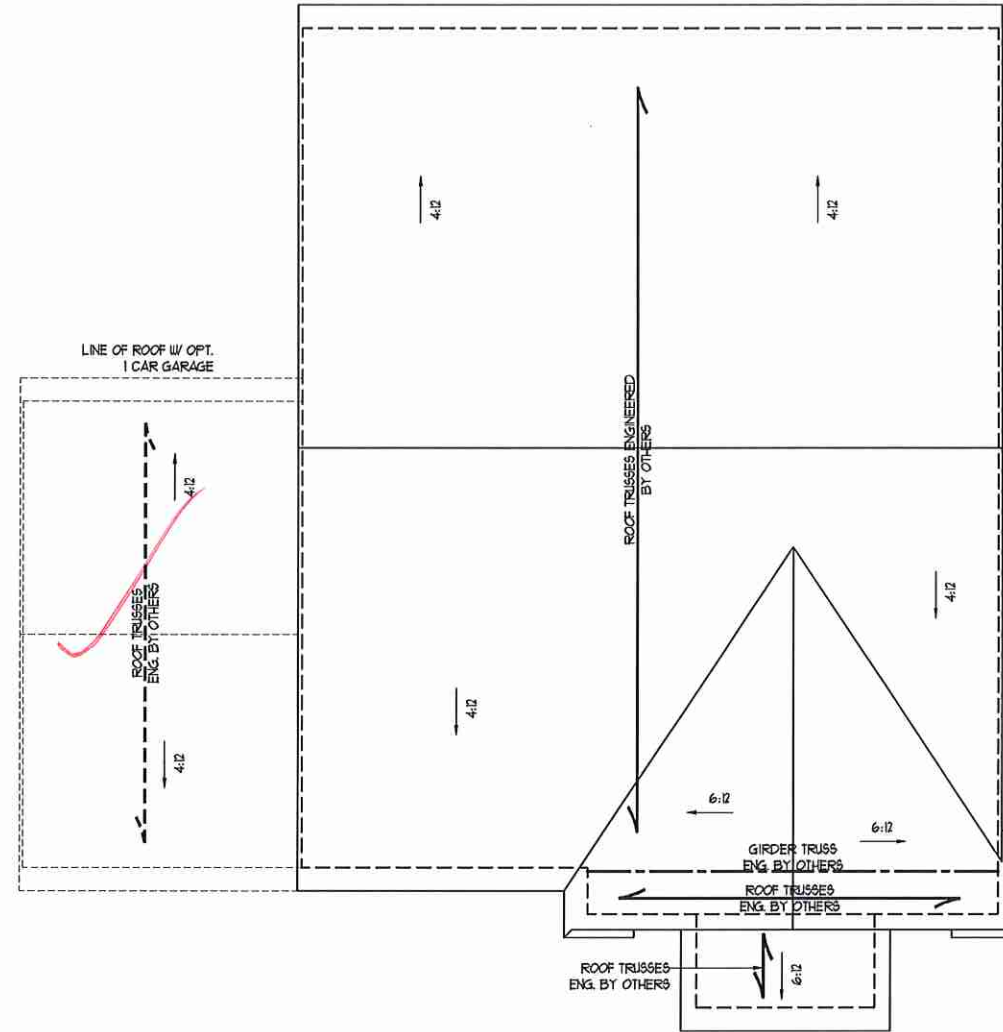 4:12
4:12
LINE OF ROOF W/ OPT.
1 CAR GARAGE
4:12
ROOF TRUSSES
ENG. BY OTHERS
4:12
ROOF TRUSSES ENGINEERED
BY OTHERS
4:12
4:12
6:12
6:12
GIRDER TRUSS
ENG. BY OTHERS
ROOF TRUSSES
ENG. BY OTHERS
ROOF TRUSSES
ENG. BY OTHERS
6:12